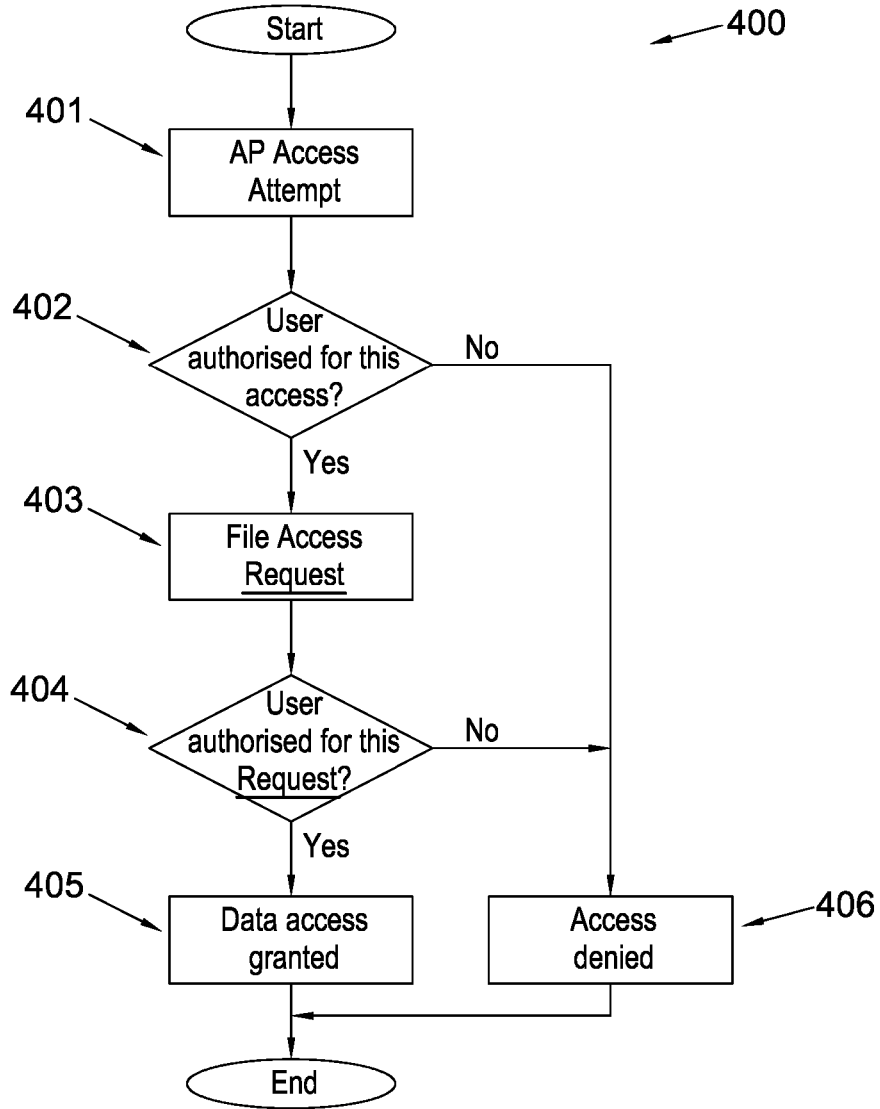 Start
400
401
AP Access
Attempt
402
User
authorised for this
access?
No
Yes
403
File Access
Request
404
User
authorised for this
Request?
No
Yes
405
Data access
granted
Access
denied
406
End